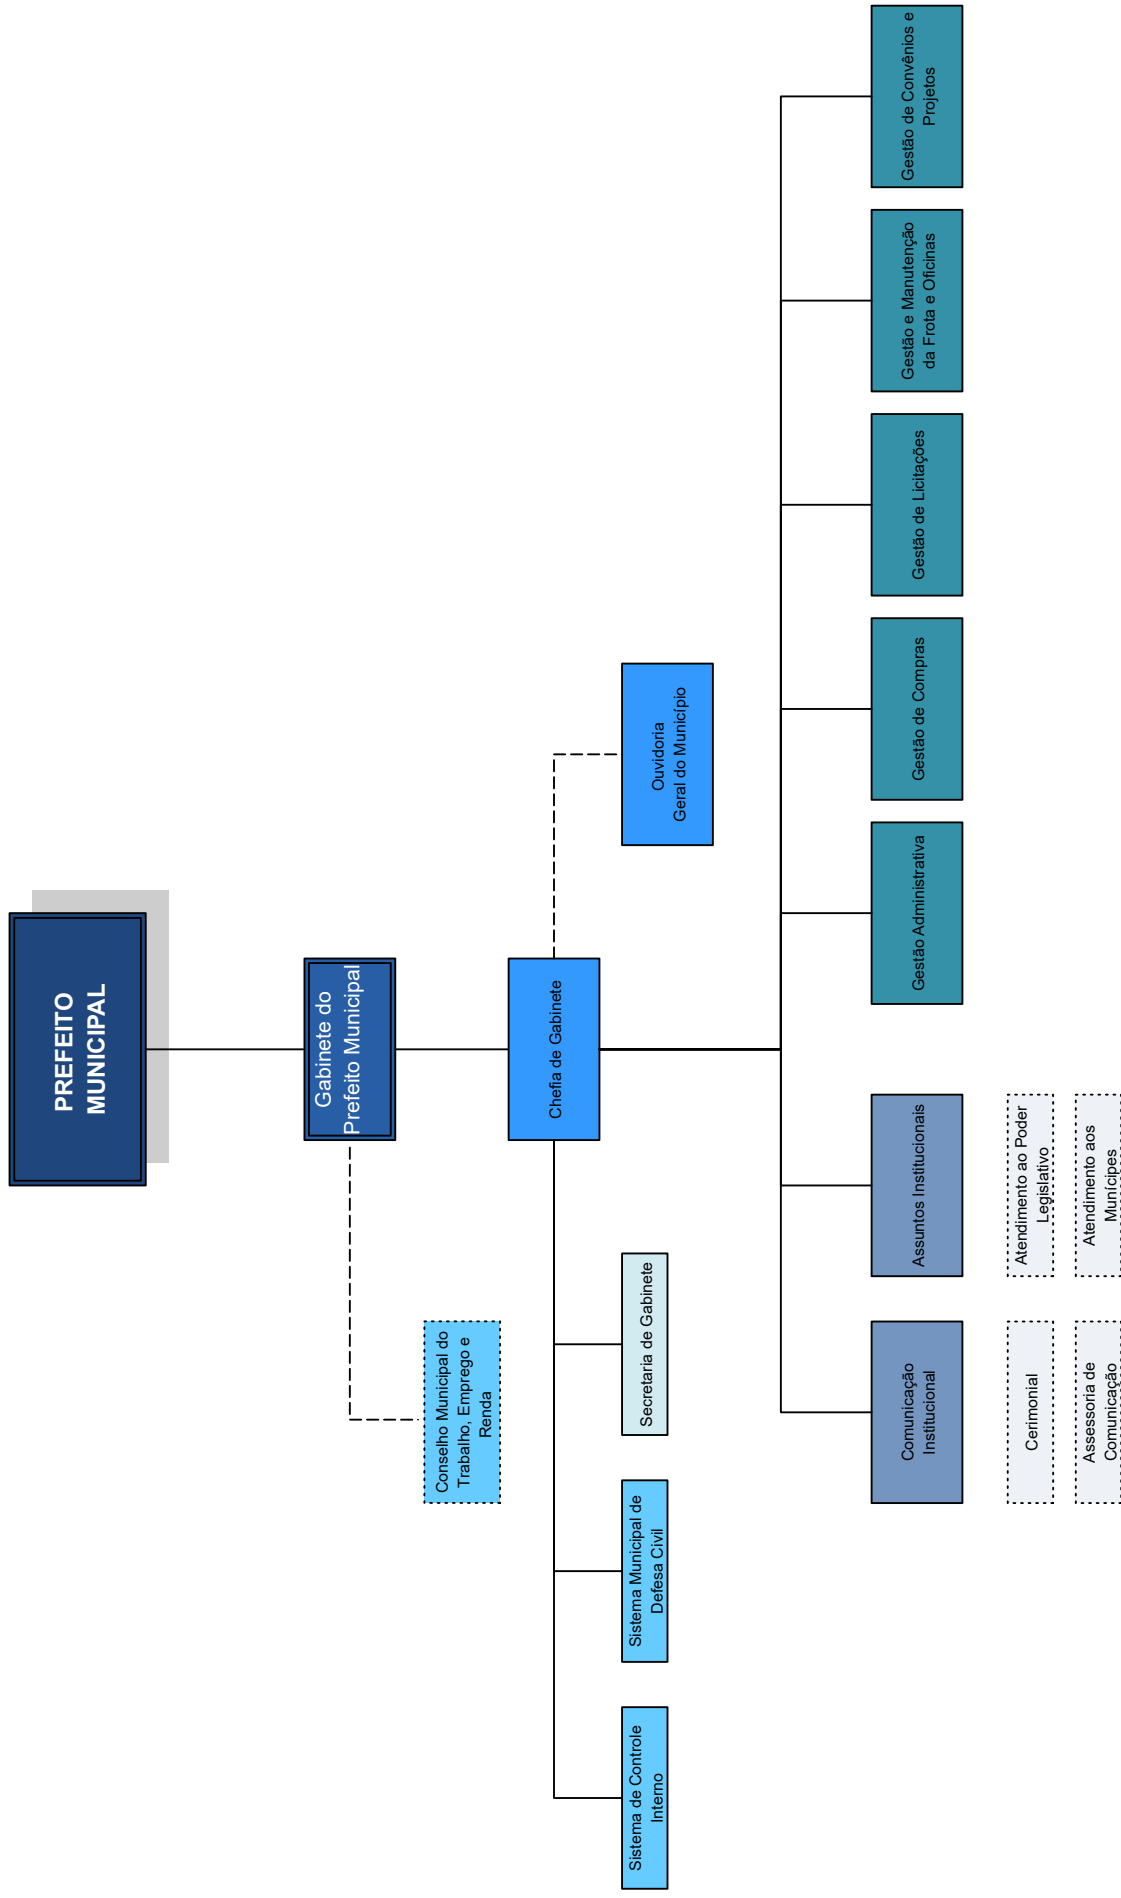 PREFEITO
MUNICIPAL
Gabinete do
Prefeito Municipal
Conselho Municipal do
Trabalho, Emprego e
Renda
Chefia de Gabinete
Sistema de Controle
Interno
Sistema Municipal de
Defesa Civil
Secretaria de Gabinete
Ouvidoria
Geral do Município
Comunicação
Institucional
Assuntos Institucionais
Gestão Administrativa
Gestão de Compras
Gestão de Licitações
Gestão e Manutenção
da Frota e Oficinas
Gestão de Convênios e
Projetos
Cerimonial
Atendimento ao Poder
Legislativo
Assessoria de
Comunicação
Atendimento aos
Munícipes